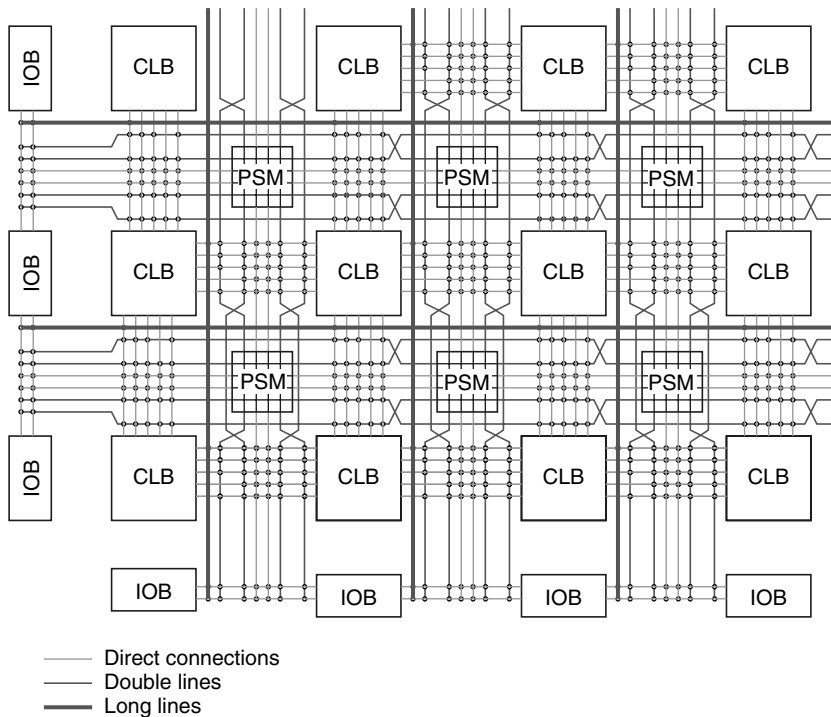 IOB CLB CLB CLB CLB
PSM PSM PSM
IOB CLB CLB CLB CLB
PSM PSM PSM
IOB CLB CLB CLB CLB
IOB IOB IOB IOB
Direct connections
Double lines
Long lines